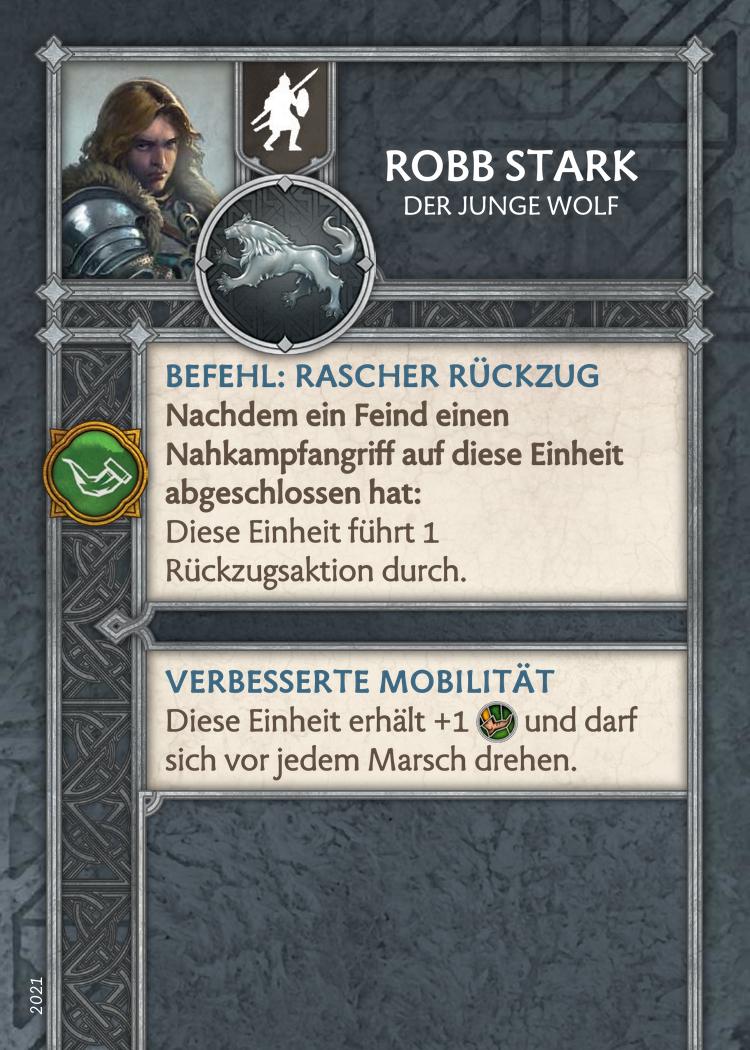 ROBB STARK
DER JUNGE WOLF
BEFEHL: RASCHER RÜCKZUG
Nachdem ein Feind einen
Nahkampfangriff auf diese Einheit
abgeschlossen hat:
Diese Einheit führt 1
Rückzugsaktion durch.
VERBESSERTE MOBILITÄT
Diese Einheit erhält +1 und darf
sich vor jedem Marsch drehen.
2021